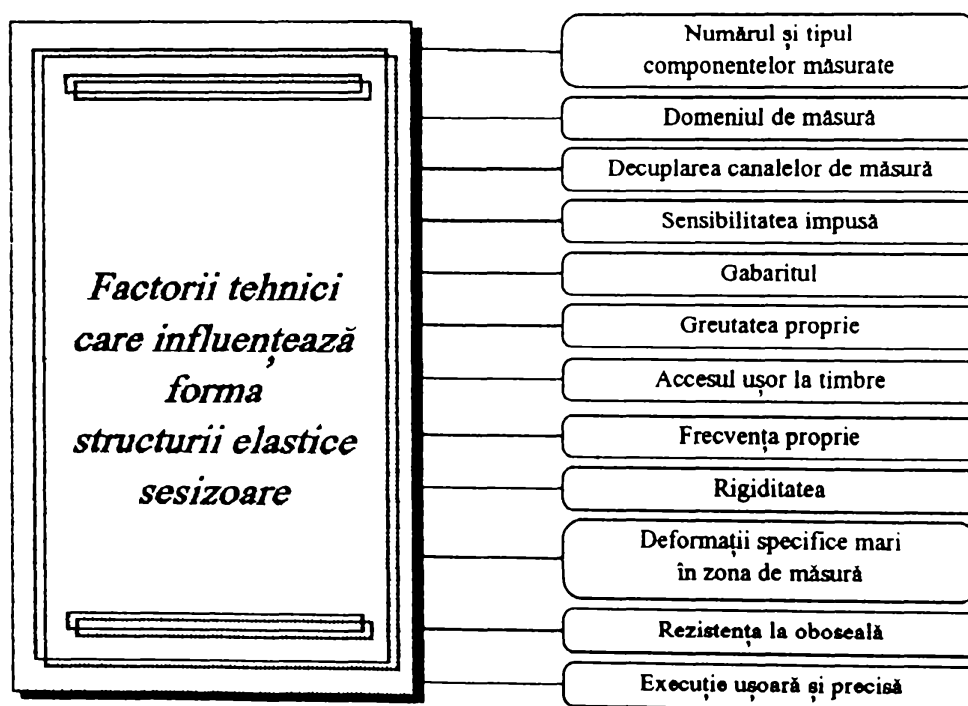 Factorii tehnici
care influențează
forma
structurii elastice
sesizoare
Numărul și tipul
componentelor măsurate
Domeniul de măsură
Decuplarea canalelor de măsură
Sensibilitatea impusă
Gabaritul
Greutatea proprie
Accesul ușor la timbre
Frecvența proprie
Rigiditatea
Deformații specifice mari
în zona de măsură
Rezistența la oboseală
Execuție ușoară și precisă